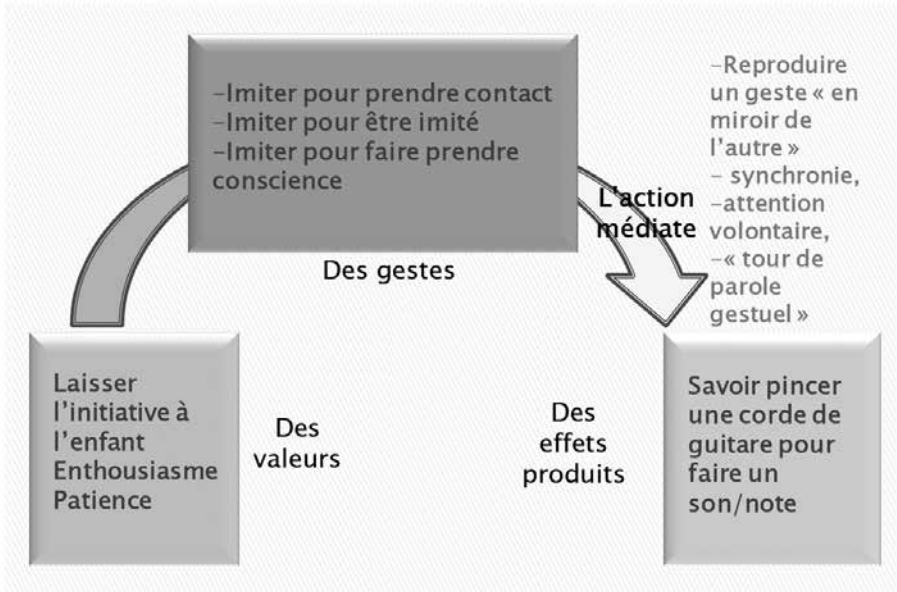 -Imiter pour prendre contact
-Imiter pour être imité
-Imiter pour faire prendre
conscience
Des gestes
-Reproduire
un geste « en
miroir de
l'autre »
- synchronie,
-attention
volontaire,
-« tour de
parole
gestuel »
L'action
médiate
Laisser
l'initiative à
l'enfant
Enthousiasme
Patience
Des
valeurs
Des
effets
produits
Savoir pincer
une corde de
guitare pour
faire un
son/note